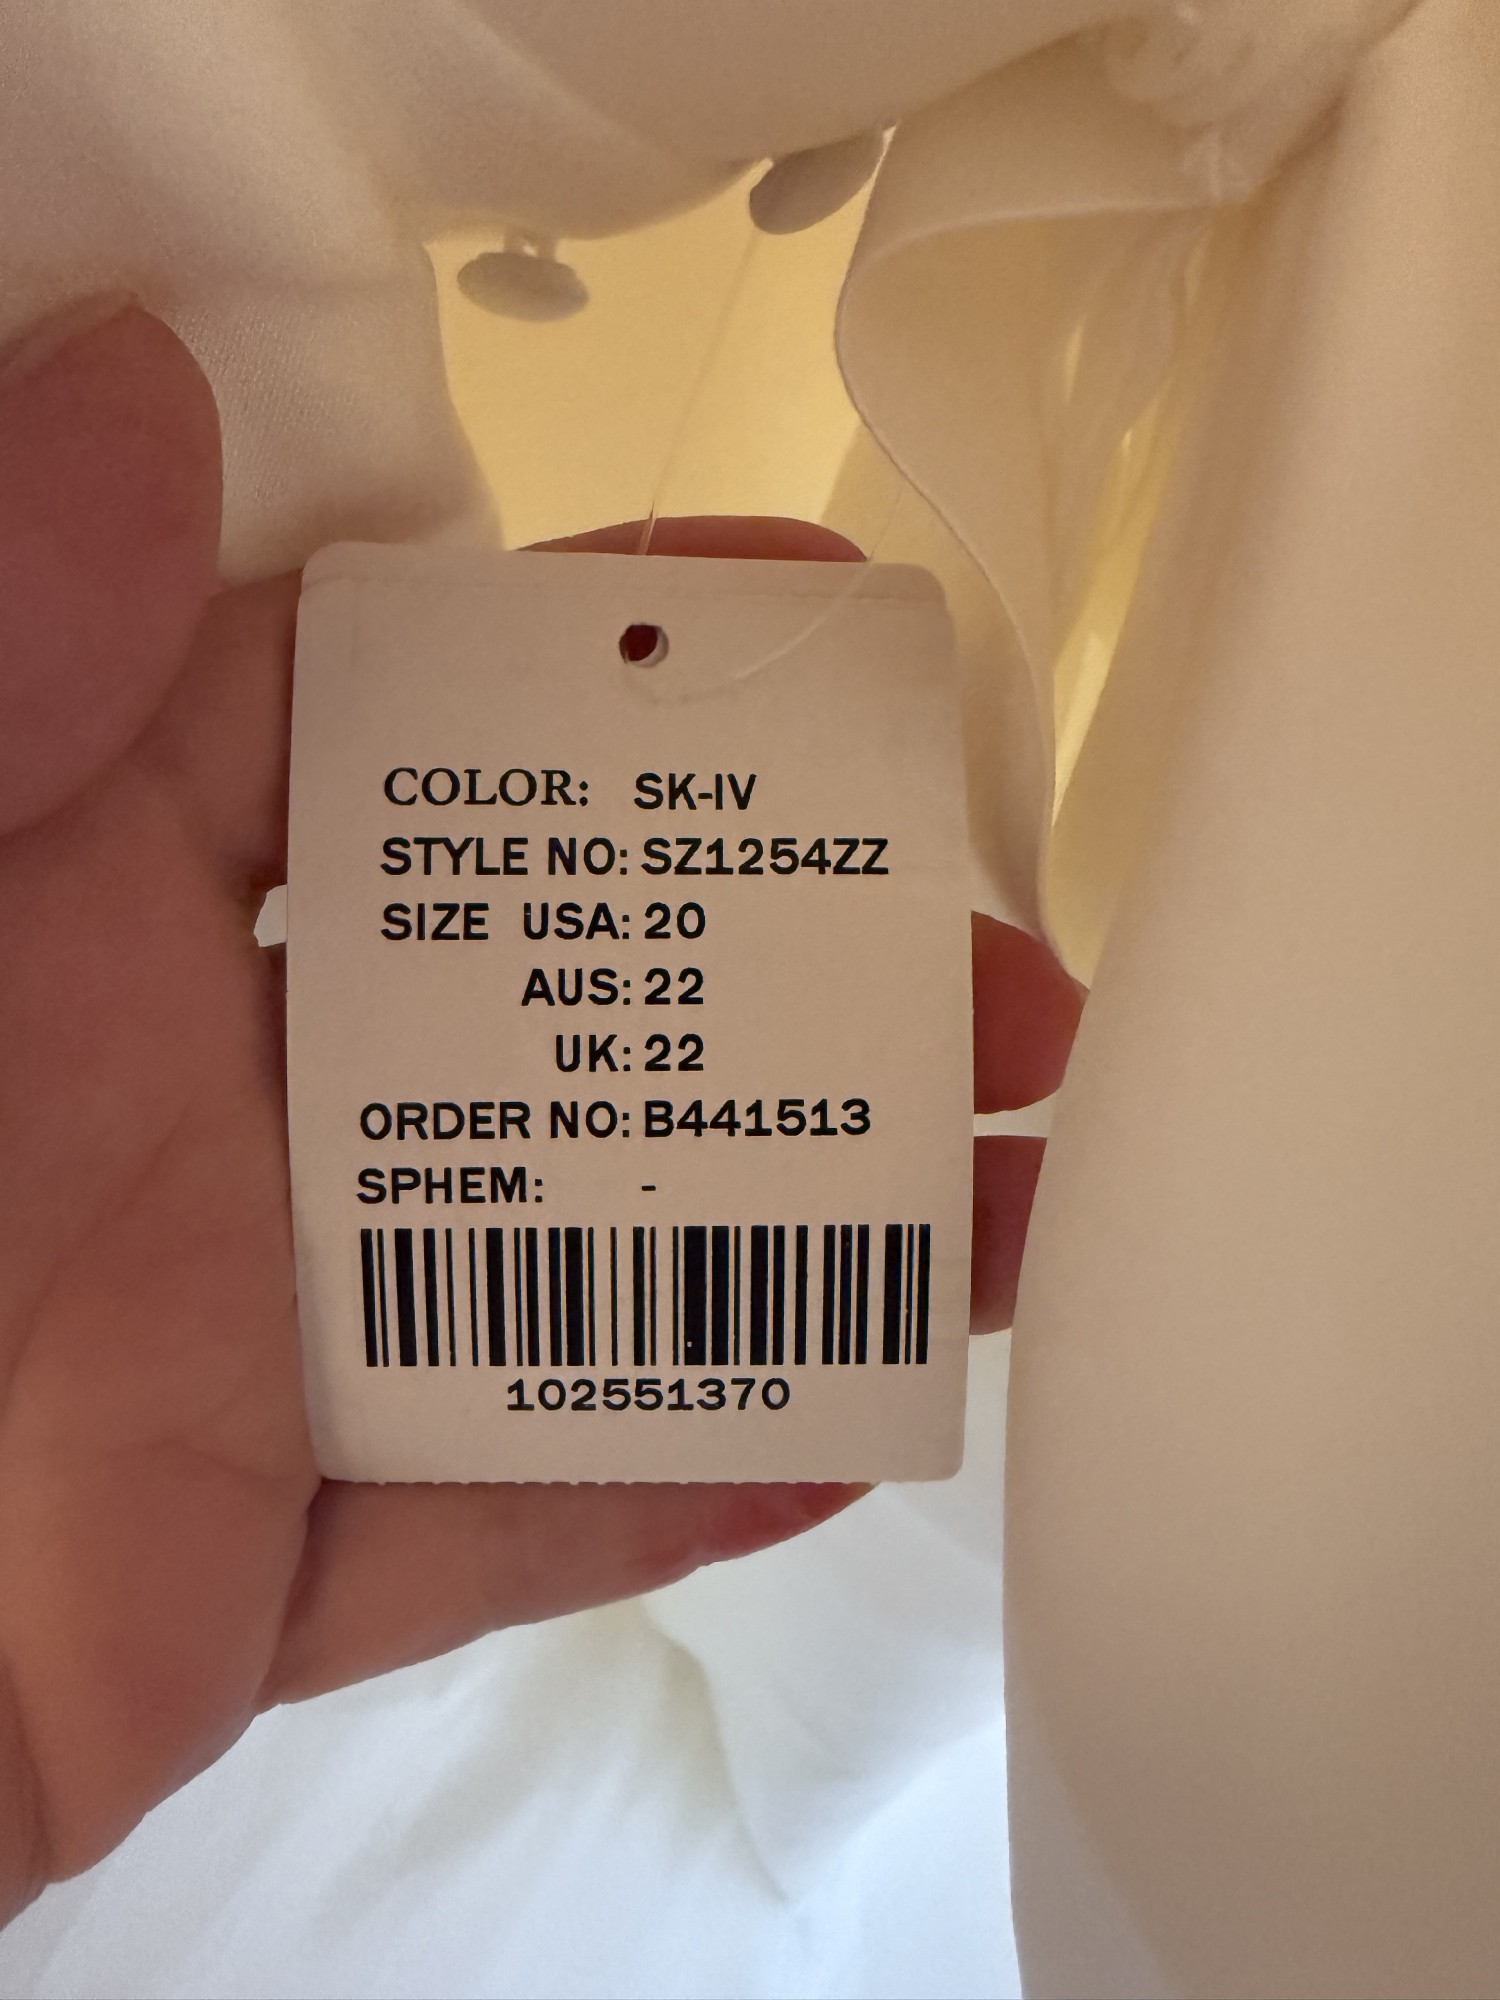 COLOR: SK-IV
STYLE NO: SZ1254ZZ
SIZE USA: 20
AUS: 22
UK: 22
ORDER NO: B441513
SPHEM: -
102551370